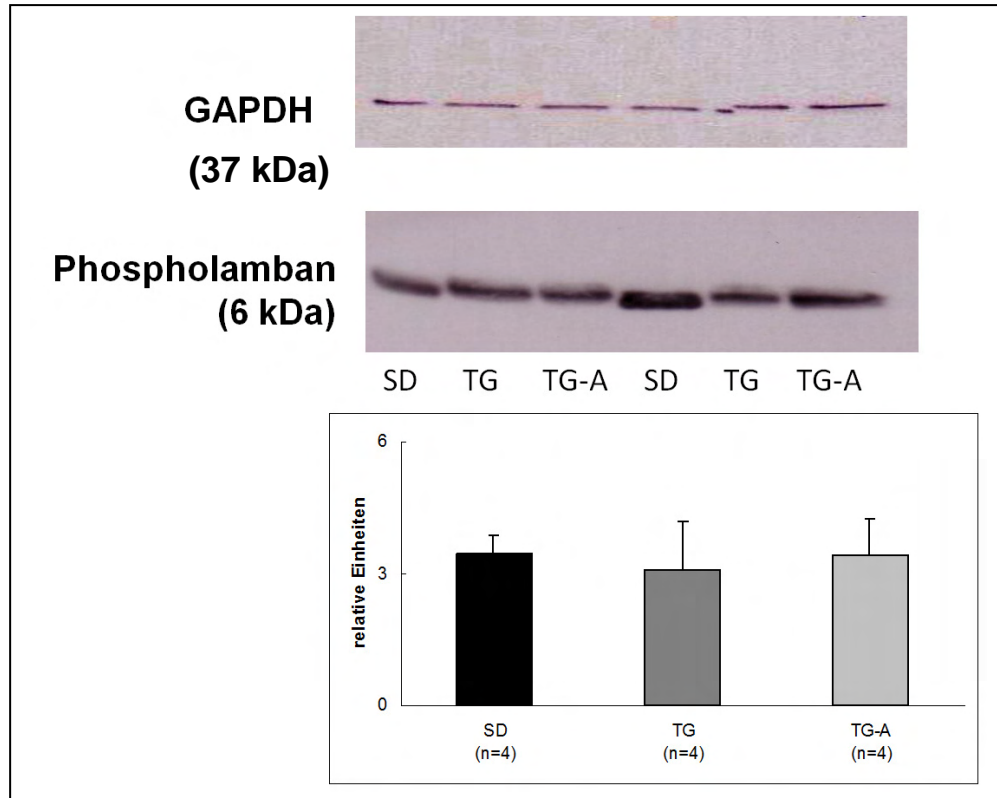 GAPDH
(37 kDa)
Phospholamban
(6 kDa)
SD TG TG-A SD TG TG-A
relative Einheiten
6
3
0
SD TG TG-A
(n=4) (n=4) (n=4)